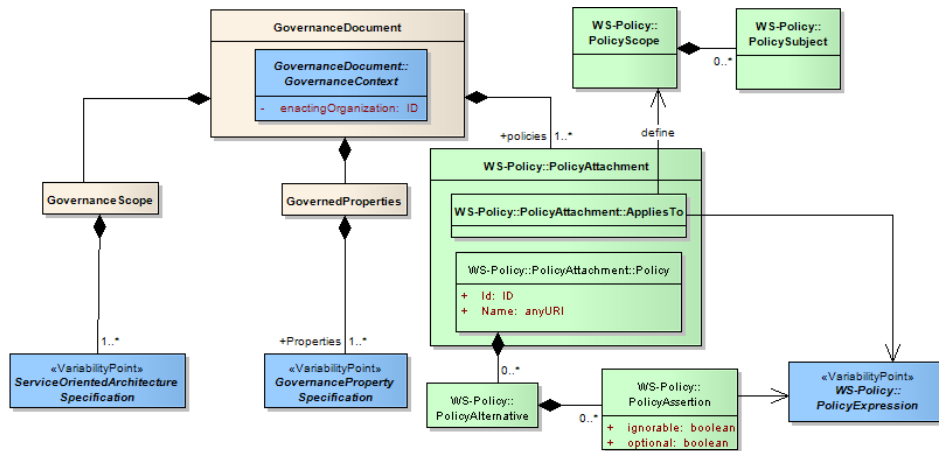 GovernanceDocument
GovernanceDocument::
GovernanceContext
- enactingOrganization: ID
WS-Policy::
PolicyScope
0..*
WS-Policy::
PolicySubject
define
+policies 1..*
WS-Policy::PolicyAttachment
WS-Policy::PolicyAttachment::AppliesTo
GovernanceScope
GovernedProperties
WS-Policy::PolicyAttachment::Policy
+ Id: ID
+ Name: anyURI
1..*
+Properties 1..*
«VariabilityPoint»
ServiceOrientedArchitecture
Specification
«VariabilityPoint»
GovernanceProperty
Specification
0..*
WS-Policy::
PolicyAlternative
0..*
WS-Policy::
PolicyAssertion
+ ignorable: boolean
+ optional: boolean
«VariabilityPoint»
WS-Policy::
PolicyExpression